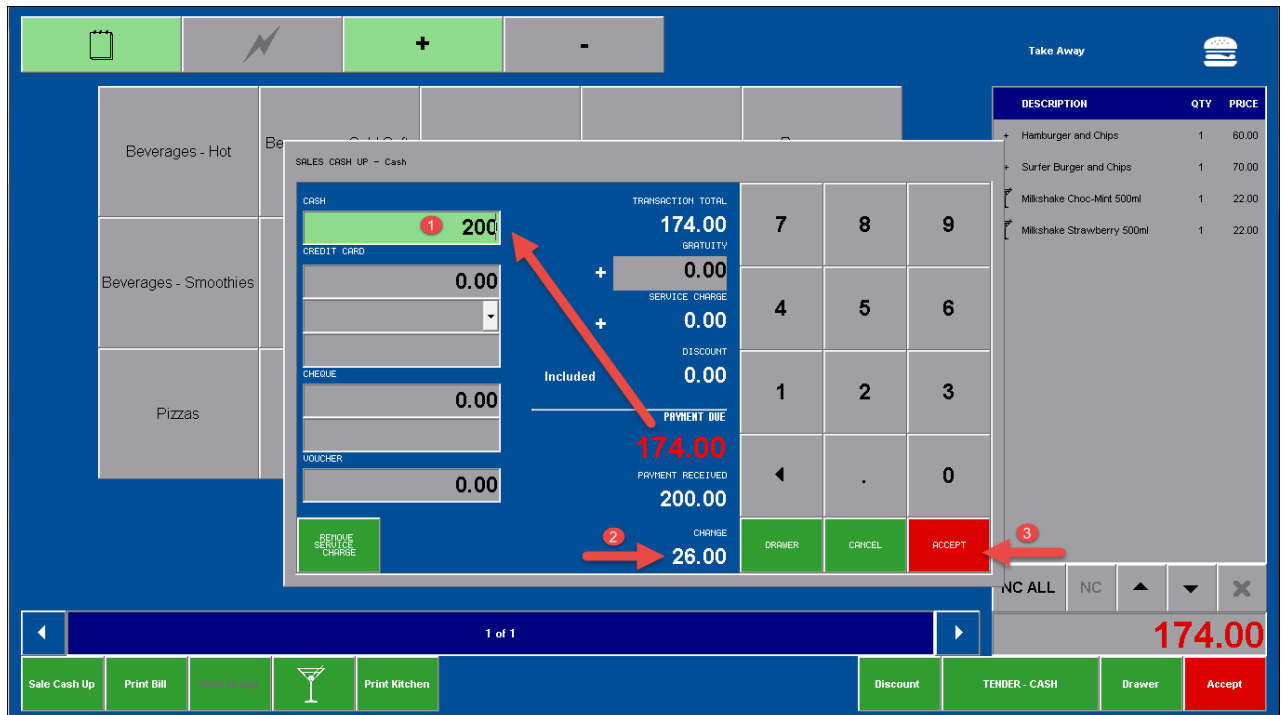 +
-
Take Away
DESCRIPTION QTY PRICE
+ Hamburger and Chips 1 60.00
+ Surfer Burger and Chips 1 70.00
Milkshake Choc-Mint 500ml 1 22.00
Milkshake Strawberry 500ml 1 22.00
Beverages - Hot
Be
Beverages - Smoothies
Pizzas
SALES CASH UP - Cash
CASH
1 200
CREDIT CARD
0.00
CHEQUE
0.00
VOUCHER
0.00
REMOVE
SERVICE
CHARGE
TRANSACTION TOTAL
174.00
GRATUITY
+ 0.00
SERVICE CHARGE
+ 0.00
DISCOUNT
Included 0.00
PAYMENT DUE
174.00
PAYMENT RECEIVED
200.00
CHANGE
2 26.00
7 8 9
4 5 6
1 2 3
. 0
DRAWER CANCEL ACCEPT
3
NC ALL NC
1 of 1
174.00
Sale Cash Up Print Bill Print Kitchen Discount TENDER - CASH Drawer Accept